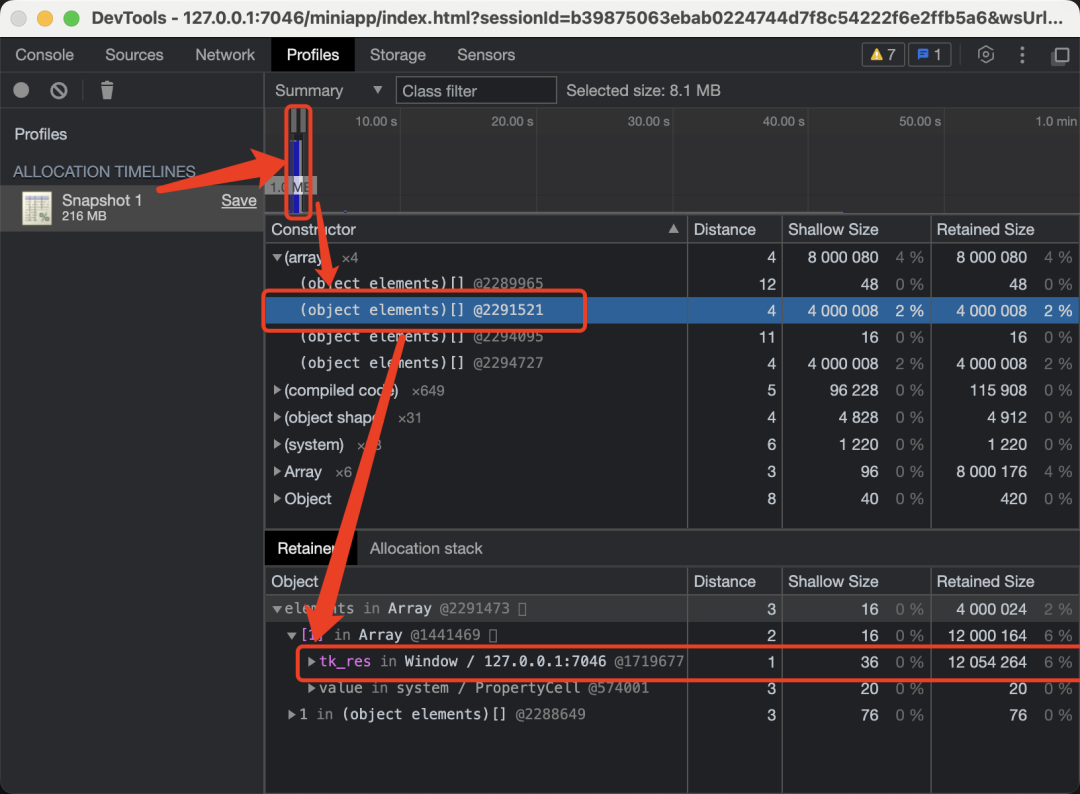 DevTools - 127.0.0.1:7046/miniapp/index.html?sessionId=b39875063ebab0224744d7f8c54222f6e2ffb5a6&wsUrl...
Console Sources Network Profiles Storage Sensors 7 1
Summary ▼ Class filter Selected size: 8.1 MB
Profiles
ALLOCATION TIMELINES
Snapshot 1
216 MB
Save
10.00 s 20.00 s 30.00 s 40.00 s 50.00 s 1.0 min
1.0 MB
Constructor ▲ Distance Shallow Size Retained Size
▼(array ×4 4 8 000 080 4 % 8 000 080 4 %
(object elements)[] @2289965 12 48 0 % 48 0 %
(object elements)[] @2291521 4 4 000 008 2 % 4 000 008 2 %
(object elements)[] @2294095 11 16 0 % 16 0 %
(object elements)[] @2294727 4 4 000 008 2 % 4 000 008 2 %
▶(compiled code) ×649 5 96 228 0 % 115 908 0 %
▶(object shape ×31 4 4 828 0 % 4 912 0 %
▶(system) 6 1 220 0 % 1 220 0 %
▶Array ×6 3 96 0 % 8 000 176 4 %
▶Object 8 40 0 % 420 0 %
Retainer Allocation stack
Object Distance Shallow Size Retained Size
▼elements in Array @2291473 3 16 0 % 4 000 024 2 %
▼[1] in Array @1441469 2 16 0 % 12 000 164 6 %
▶tk_res in Window / 127.0.0.1:7046 @1719677 1 36 0 % 12 054 264 6 %
▶value in system / PropertyCell @574001 3 20 0 % 20 0 %
▶1 in (object elements)[] @2288649 3 76 0 % 76 0 %